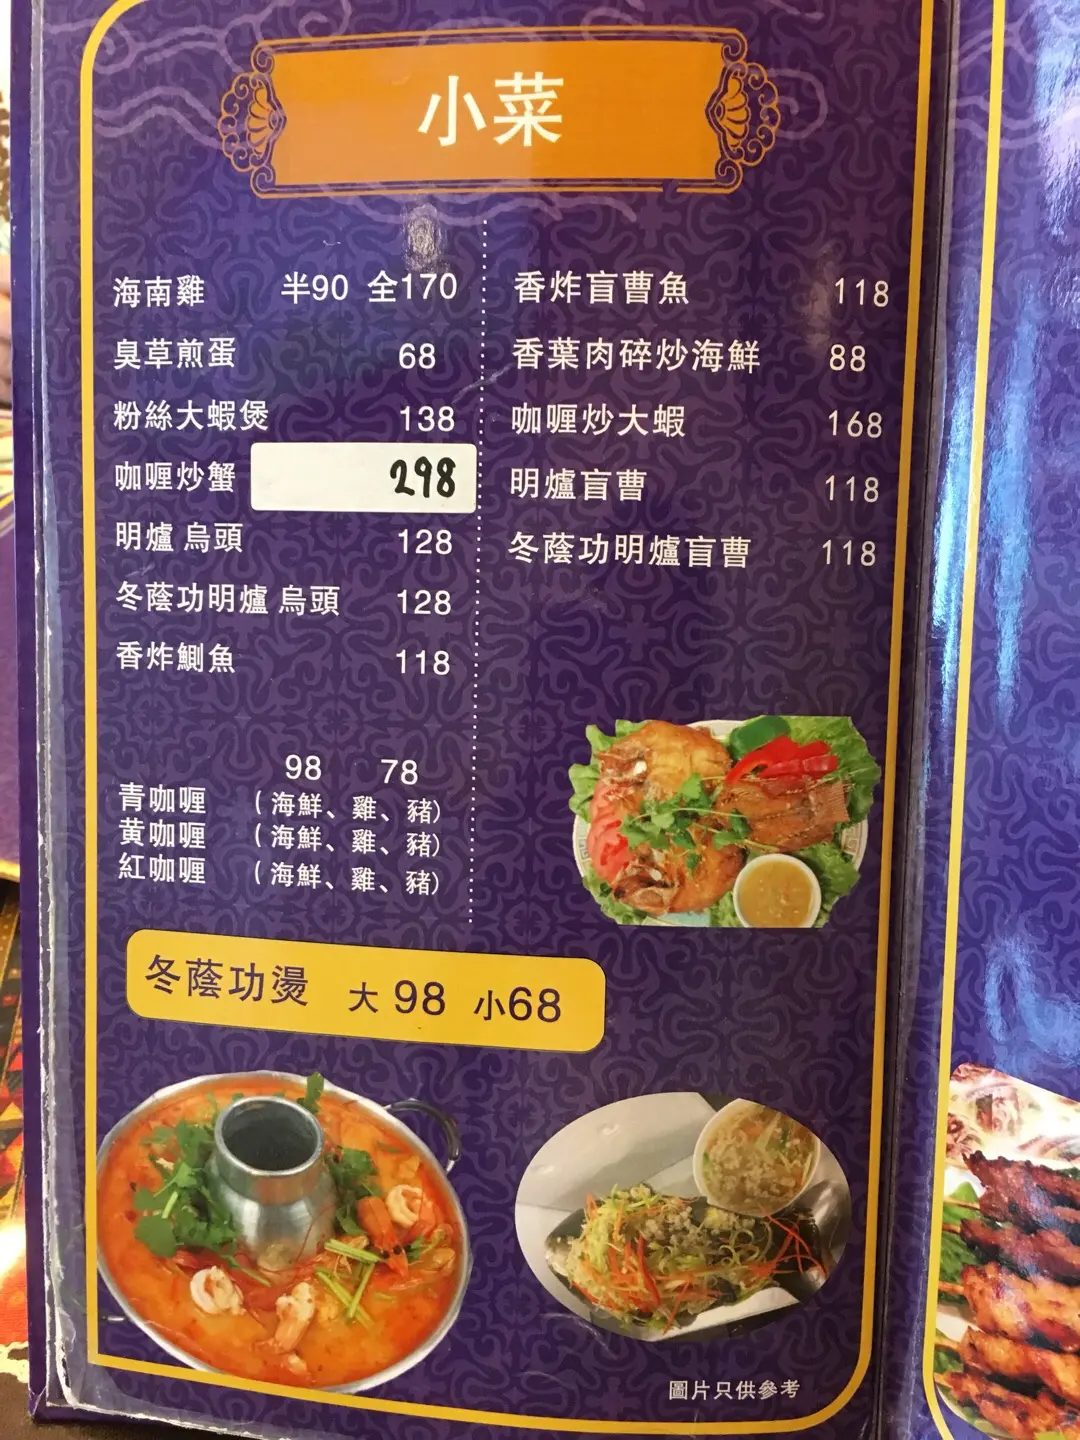 小菜
海南雞 半90 全170
臭草煎蛋 68
粉絲大蝦煲 138
咖喱炒蟹 298
明爐 烏頭 128
冬蔭功明爐 烏頭 128
香炸鰂魚 118
98 78
青咖喱 (海鮮、雞、豬)
黄咖喱 (海鮮、雞、豬)
紅咖喱 (海鮮、雞、豬)
香炸盲曹魚 118
香葉肉碎炒海鮮 88
咖喱炒大蝦 168
明爐盲曹 118
冬蔭功明爐盲曹 118
冬蔭功燙 大 98 小68
圖片只供參考